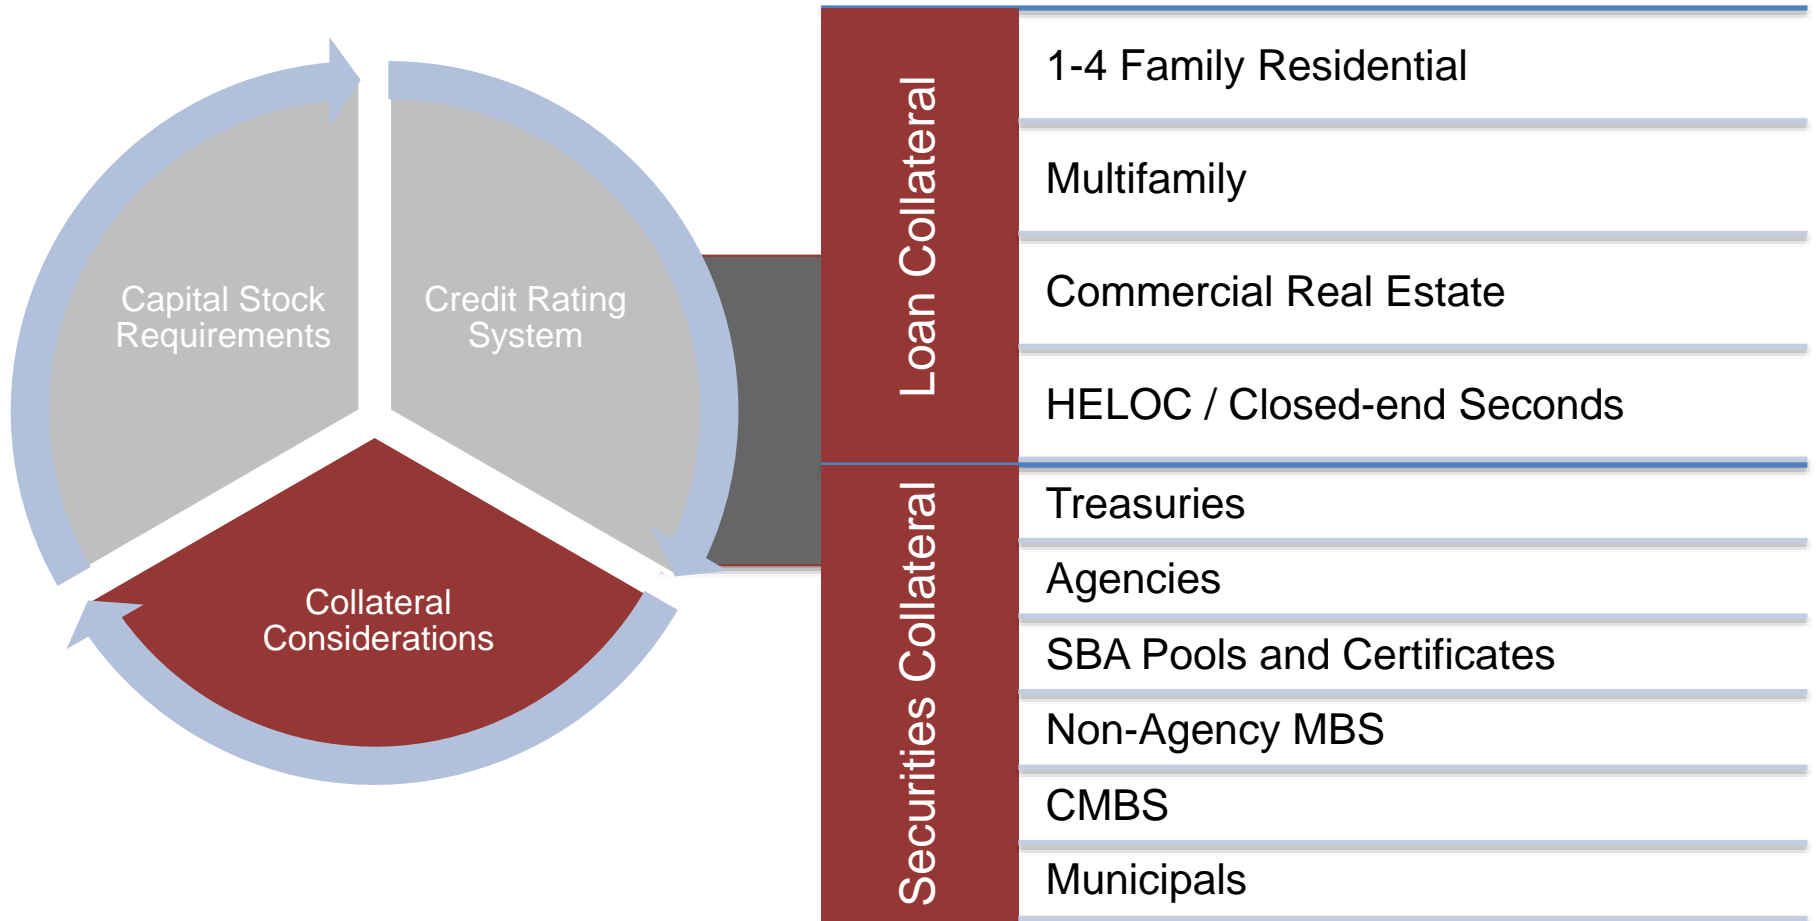 Capital Stock
Requirements
Credit Rating
System
Collateral
Considerations
Loan Collateral
1-4 Family Residential
Multifamily
Commercial Real Estate
HELOC / Closed-end Seconds
Securities Collateral
Treasuries
Agencies
SBA Pools and Certificates
Non-Agency MBS
CMBS
Municipals